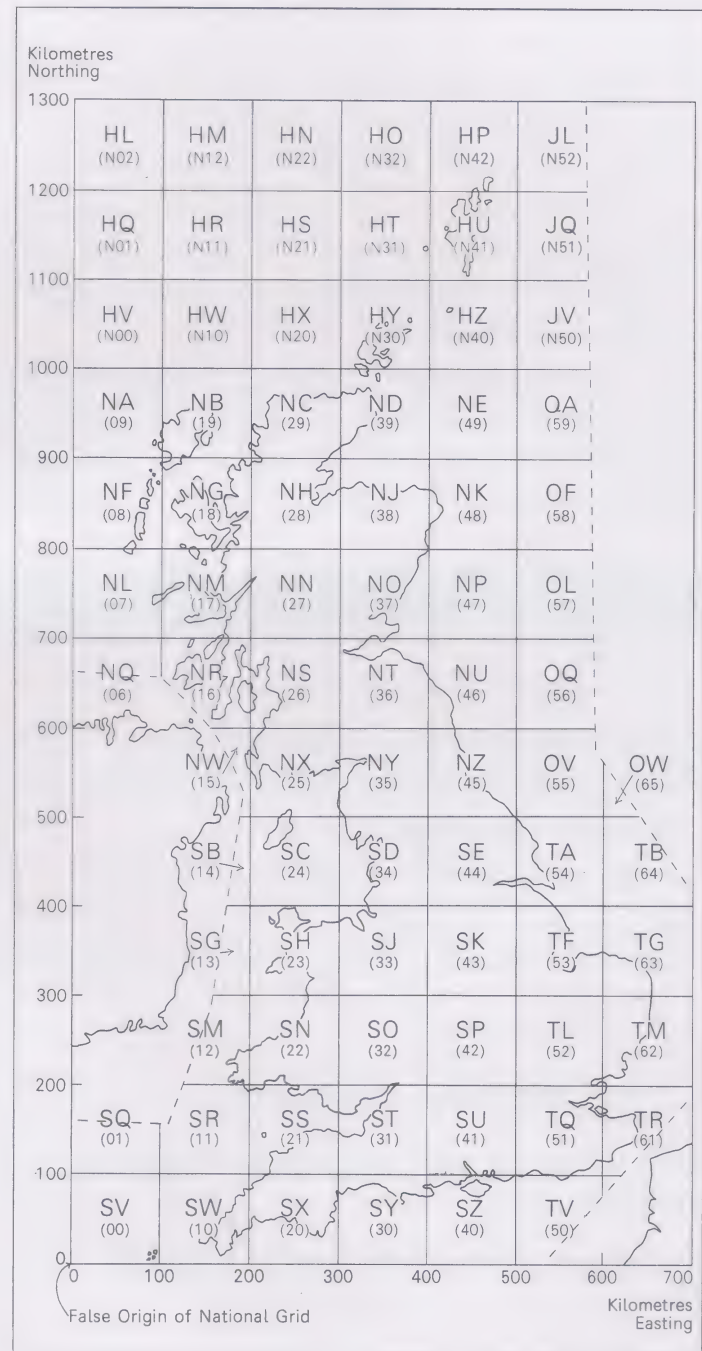 Kilometres
Northing
1300
HL HM HN HO HP JL
(N02) (N12) (N22) (N32) (N42) (N52)
1200
HQ HR HS HT HU JQ
(N01) (N11) (N21) (N31) (N41) (N51)
1100
HV HW HX HY HZ JV
(N00) (N10) (N20) (N30) (N40) (N50)
1000
NA NB NC ND NE OA
(09) (19) (29) (39) (49) (59)
900
NF NG NH NJ NK OF
(08) (18) (28) (38) (48) (58)
800
NL NM NN NO NP OL
(07) (17) (27) (37) (47) (57)
700
NQ NR NS NT NU OQ
(06) (16) (26) (36) (46) (56)
600
NW NX NY NZ OV OW
(15) (25) (35) (45) (55) (65)
500
SB SC SD SE TA TB
(14) (24) (34) (44) (54) (64)
400
SG SH SJ SK TF TG
(13) (23) (33) (43) (53) (63)
300
SM SN SO SP TL TM
(12) (22) (32) (42) (52) (62)
200
SQ SR SS ST SU TQ TR
(01) (11) (21) (31) (41) (51) (61)
100
SV SW SX SY SZ TV
(00) (10) (20) (30) (40) (50)
0
0 100 200 300 400 500 600 700
False Origin of National Grid
Kilometres
Easting